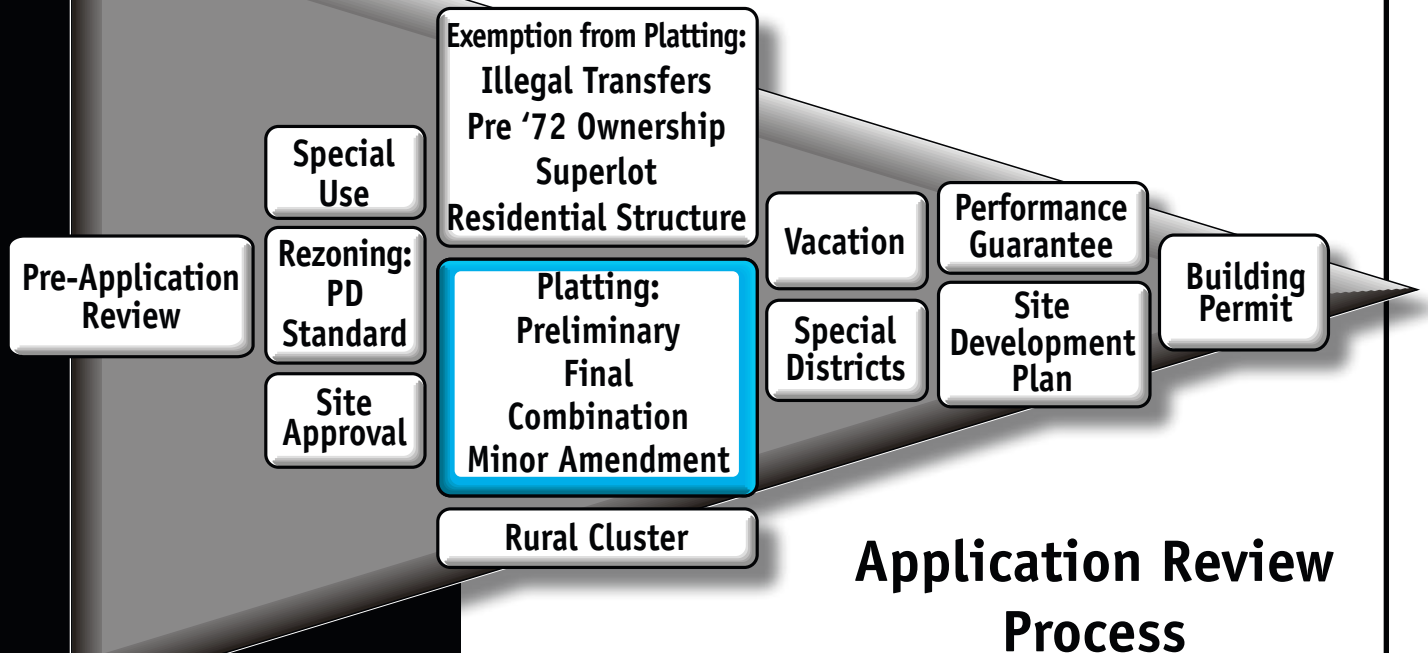 Pre-Application
Review
Special
Use
Rezoning:
PD
Standard
Site
Approval
Exemption from Platting:
Illegal Transfers
Pre ‘72 Ownership
Superlot
Residential Structure
Platting:
Preliminary
Final
Combination
Minor Amendment
Rural Cluster
Vacation
Special
Districts
Performance
Guarantee
Site
Development
Plan
Building
Permit
Application Review
Process